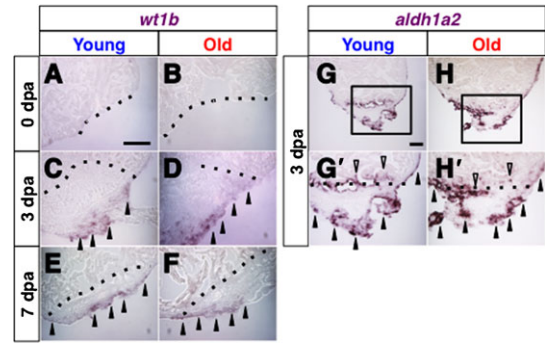 wt1b
aldh1a2
Young Old
Young Old
0 dpa
A B
3 dpa
C D
7 dpa
E F
3 dpa
G H
G′ H′